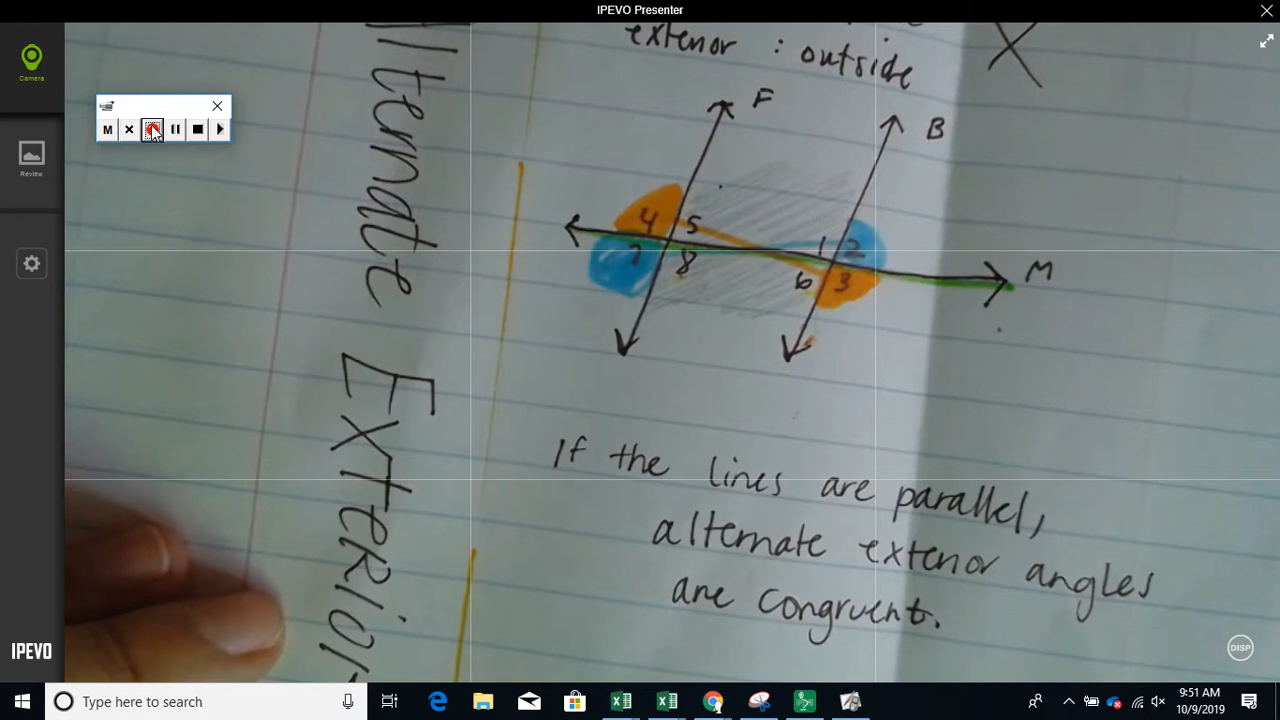 IPEVO Presenter
Camera
Review
IPEVO
M
Alternate Exterior
exterior : outside
F
B
4 5
1 2
7 8
6 3
M
If the lines are parallel,
alternate exterior angles
are congruent.
DISP
Type here to search
9:51 AM
10/9/2019